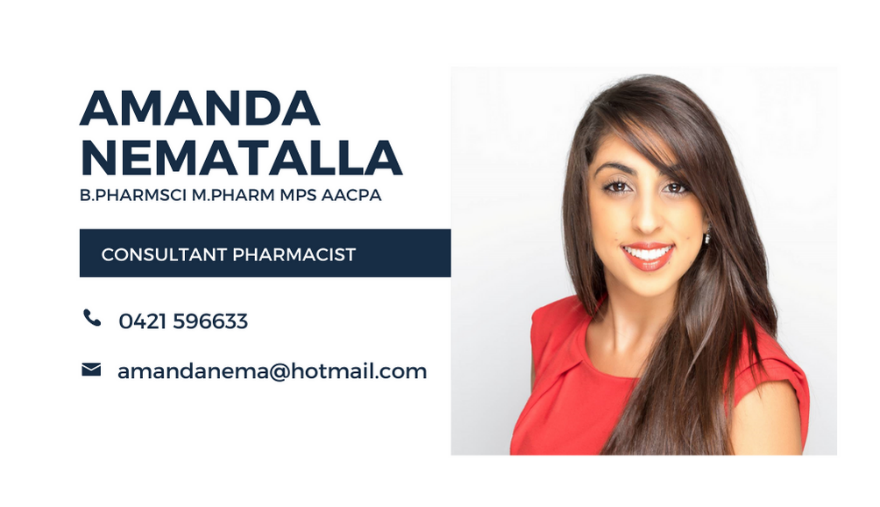 AMANDA
NEMATALLA
B.PHARMSCI M.PHARM MPS AACPA
CONSULTANT PHARMACIST
0421 596633
amandanema@hotmail.com